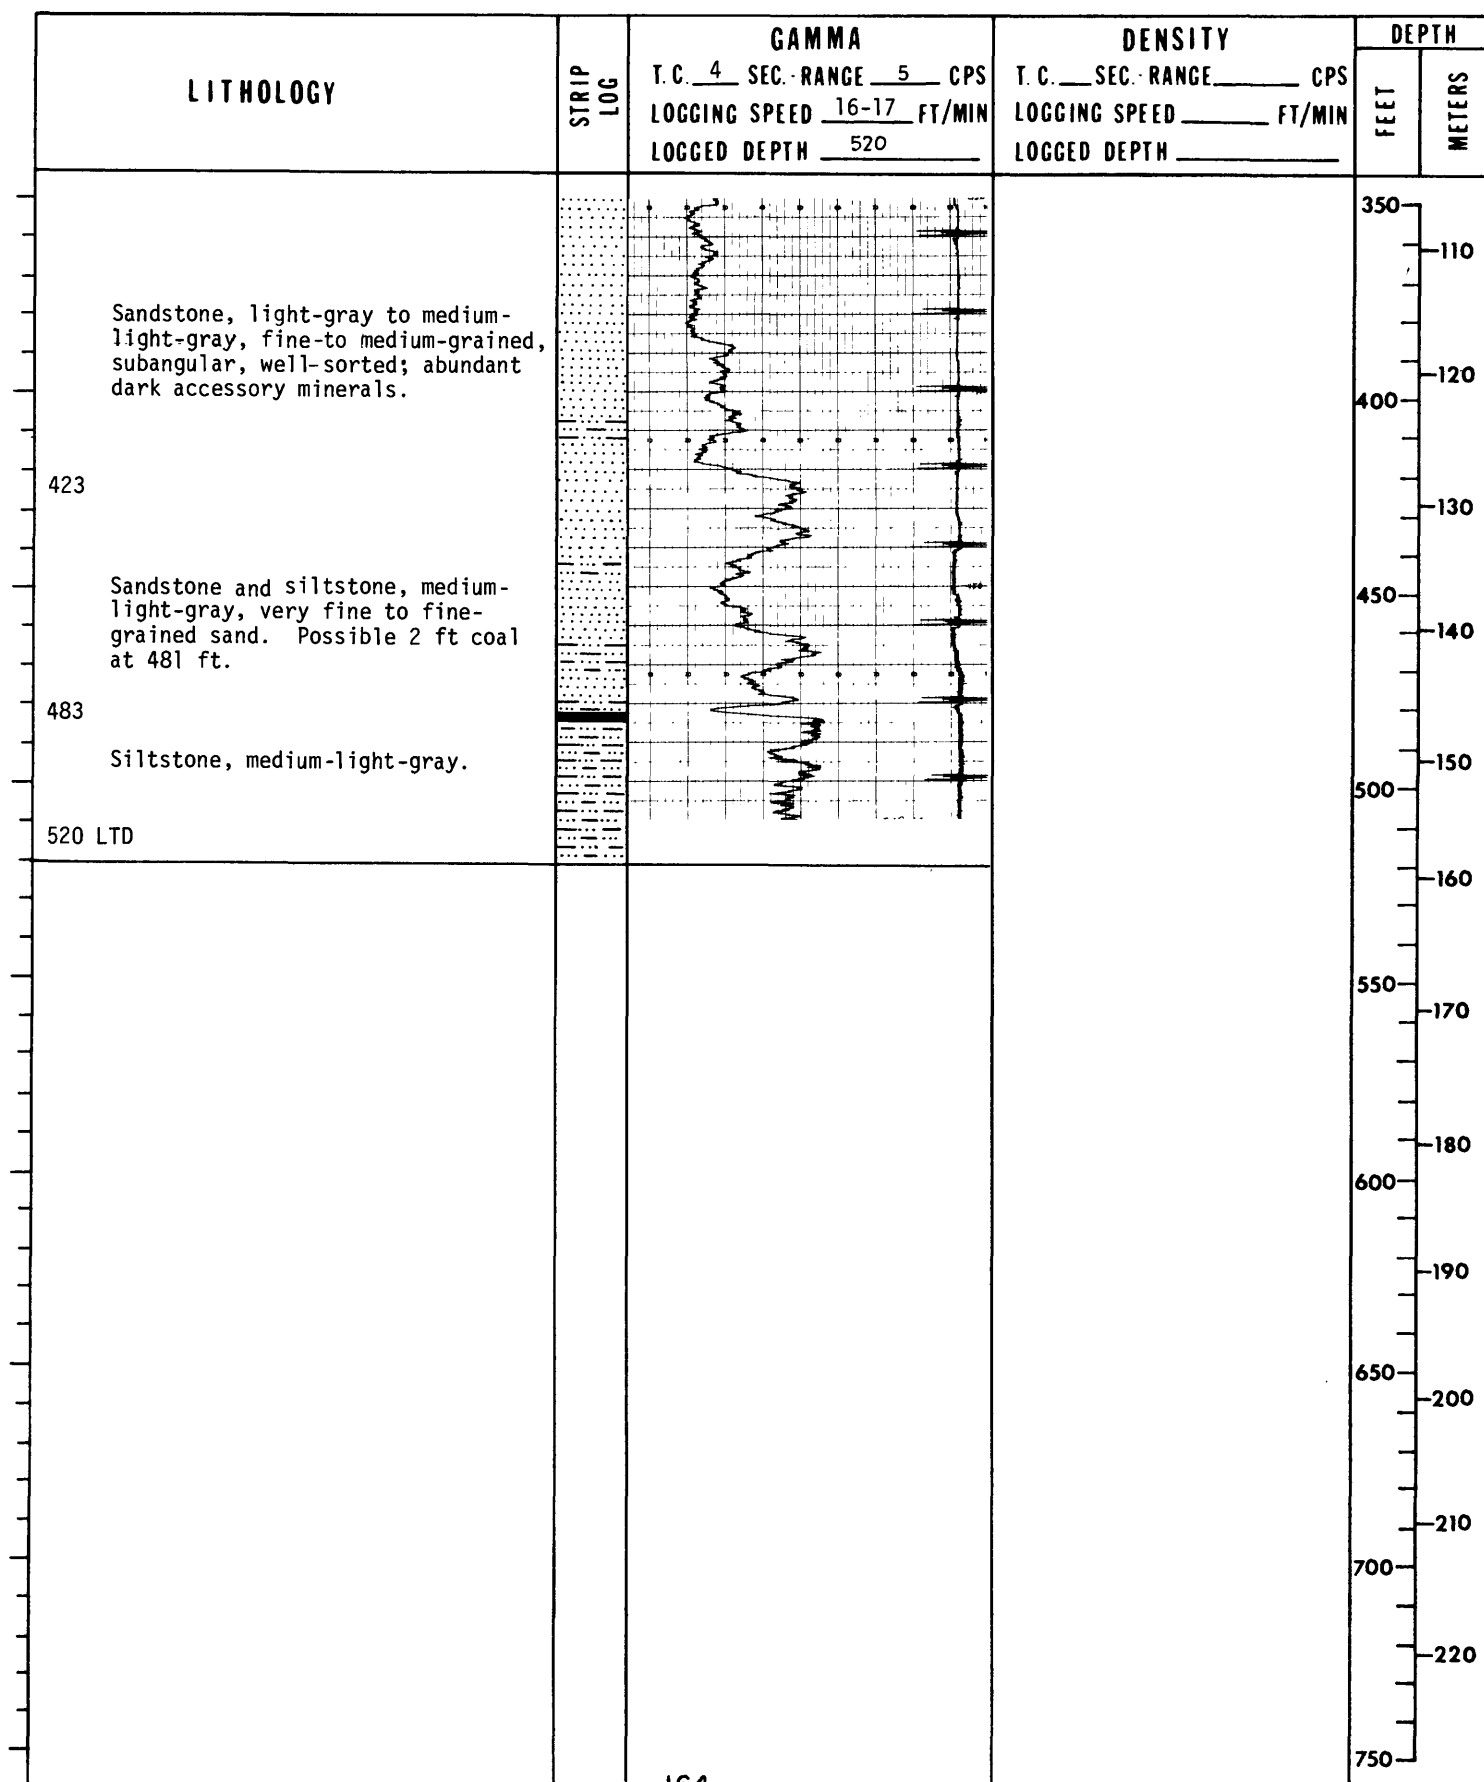 LITHOLOGY
STRIP LOG
GAMMA
T.C. 4 SEC. RANGE 5 CPS
LOGGING SPEED 16-17 FT/MIN
LOGGED DEPTH 520
DENSITY
T.C. SEC. RANGE CPS
LOGGING SPEED FT/MIN
LOGGED DEPTH
DEPTH
FEET
METERS
Sandstone, light-gray to medium-
light-gray, fine-to medium-grained,
subangular, well-sorted; abundant
dark accessory minerals.
423
Sandstone and siltstone, medium-
light-gray, very fine to fine-
grained sand. Possible 2 ft coal
at 481 ft.
483
Siltstone, medium-light-gray.
520 LTD
350
400
450
500
550
600
650
700
750
110
120
130
140
150
160
170
180
190
200
210
220